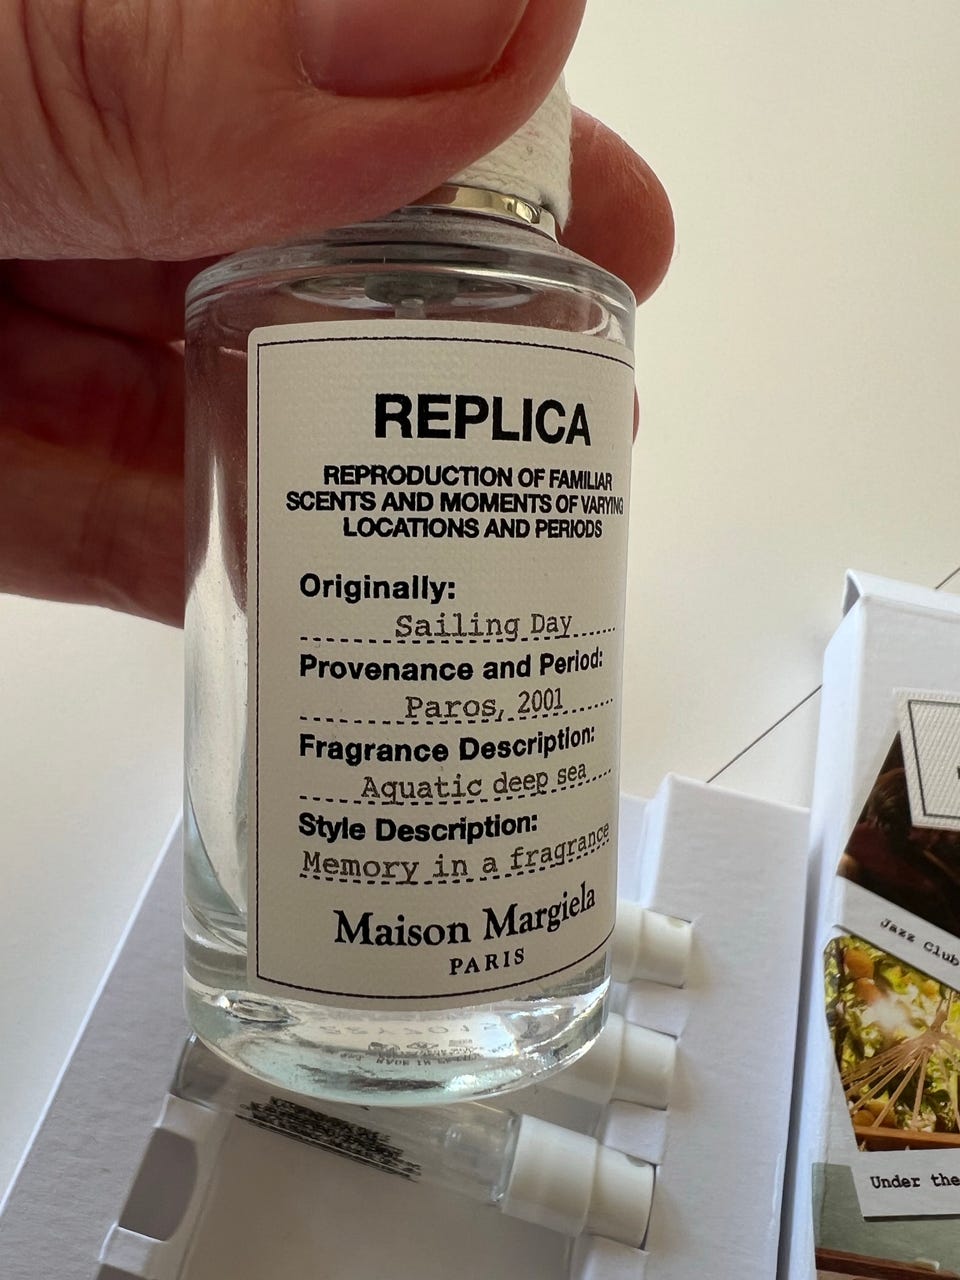 REPLICA
REPRODUCTION OF FAMILIAR
SCENTS AND MOMENTS OF VARYING
LOCATIONS AND PERIODS
Originally:
Sailing Day
Provenance and Period:
Paros, 2001
Fragrance Description:
Aquatic deep sea
Style Description:
Memory in a fragrance
Maison Margiela
PARIS
Jazz Club
Under the